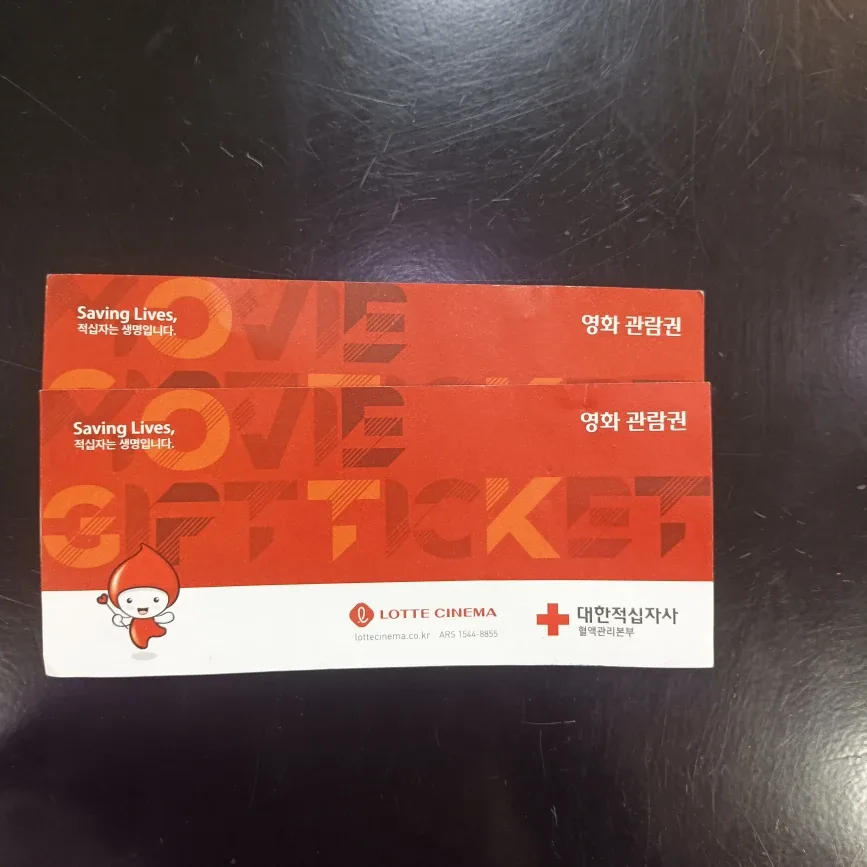 Saving Lives,
적십자는 생명입니다.
영화 관람권
MOVIE
Saving Lives,
적십자는 생명입니다.
영화 관람권
MOVIE
GIFT TICKET
LOTTE CINEMA
lottecinema.co.kr ARS 1544-8855
대한적십자사
혈액관리본부